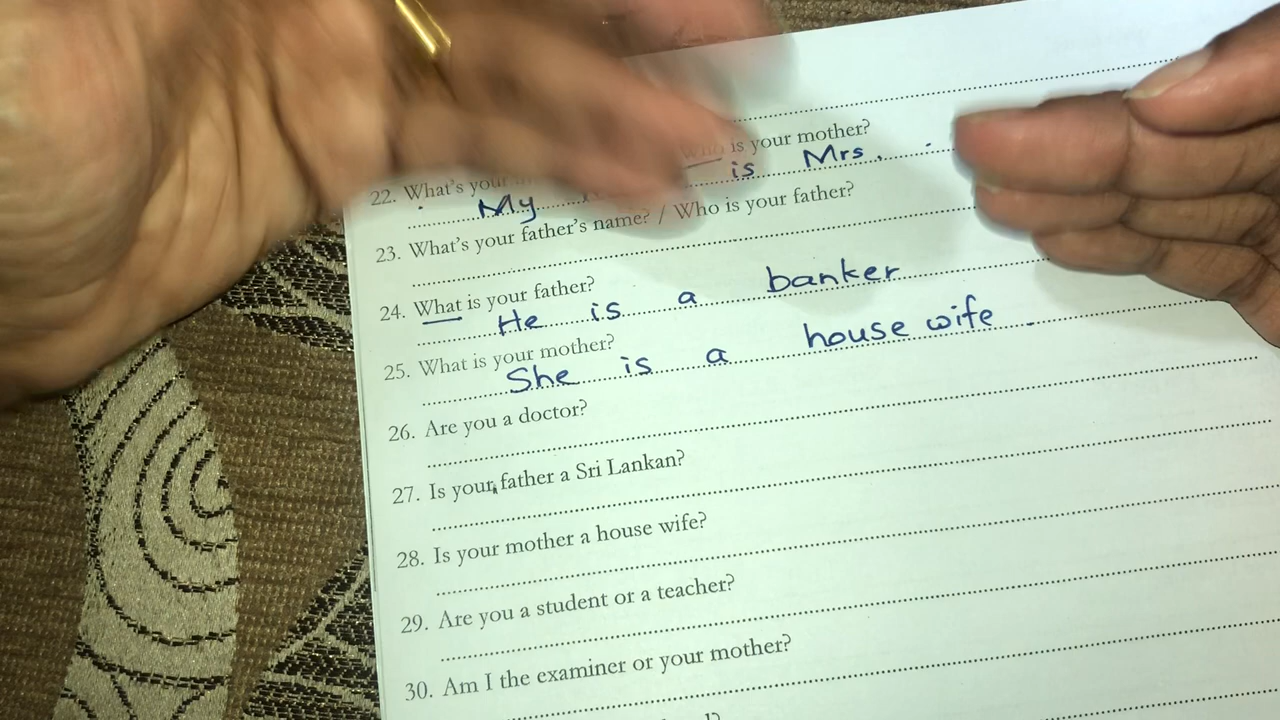 22. What's your is your mother?
My is Mrs.
23. What's your father's name? / Who is your father?
24. What is your father?
He is a banker
25. What is your mother?
She is a house wife.
26. Are you a doctor?
27. Is your father a Sri Lankan?
28. Is your mother a house wife?
29. Are you a student or a teacher?
30. Am I the examiner or your mother?